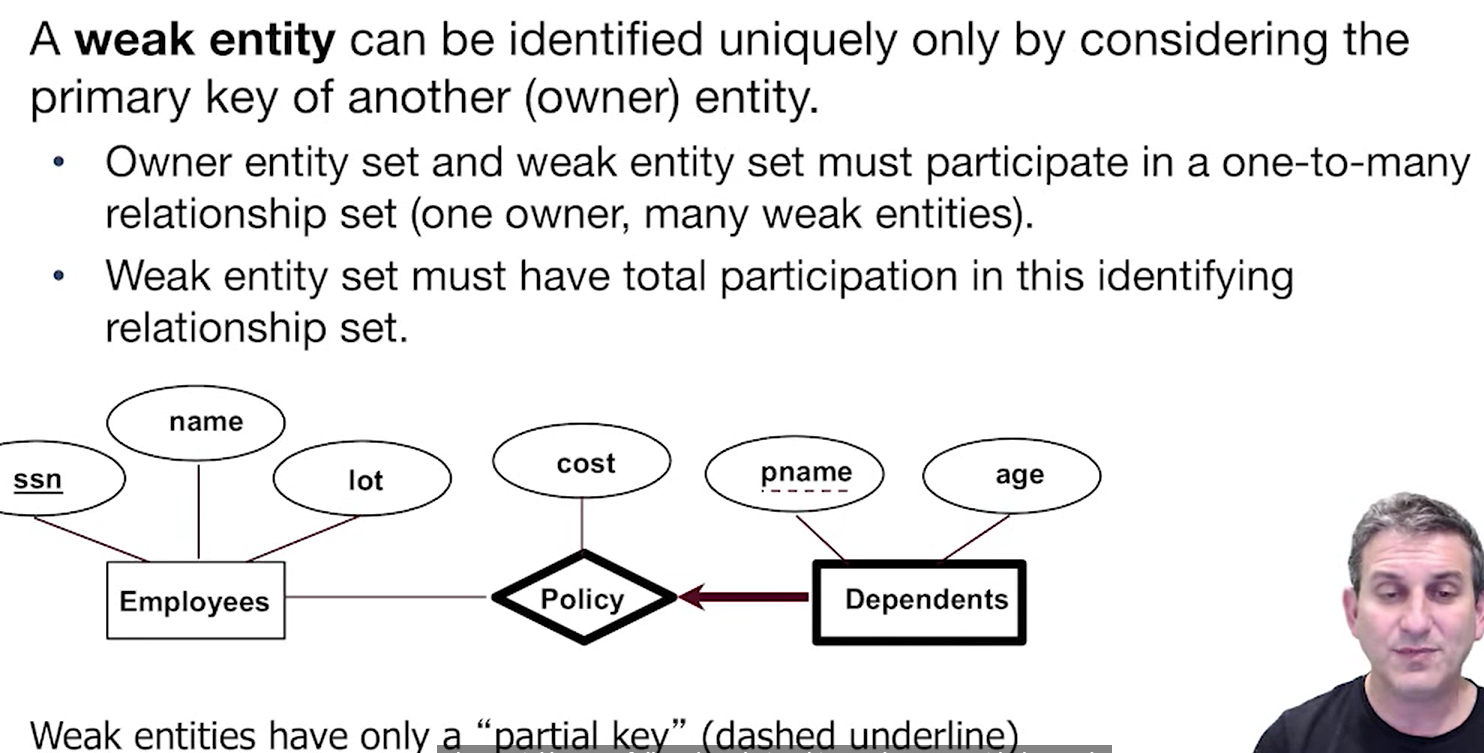 A weak entity can be identified uniquely only by considering the
primary key of another (owner) entity.
• Owner entity set and weak entity set must participate in a one-to-many
relationship set (one owner, many weak entities).
• Weak entity set must have total participation in this identifying
relationship set.
name
ssn
lot
cost
pname
age
Employees
Policy
Dependents
Weak entities have only a “partial key” (dashed underline)